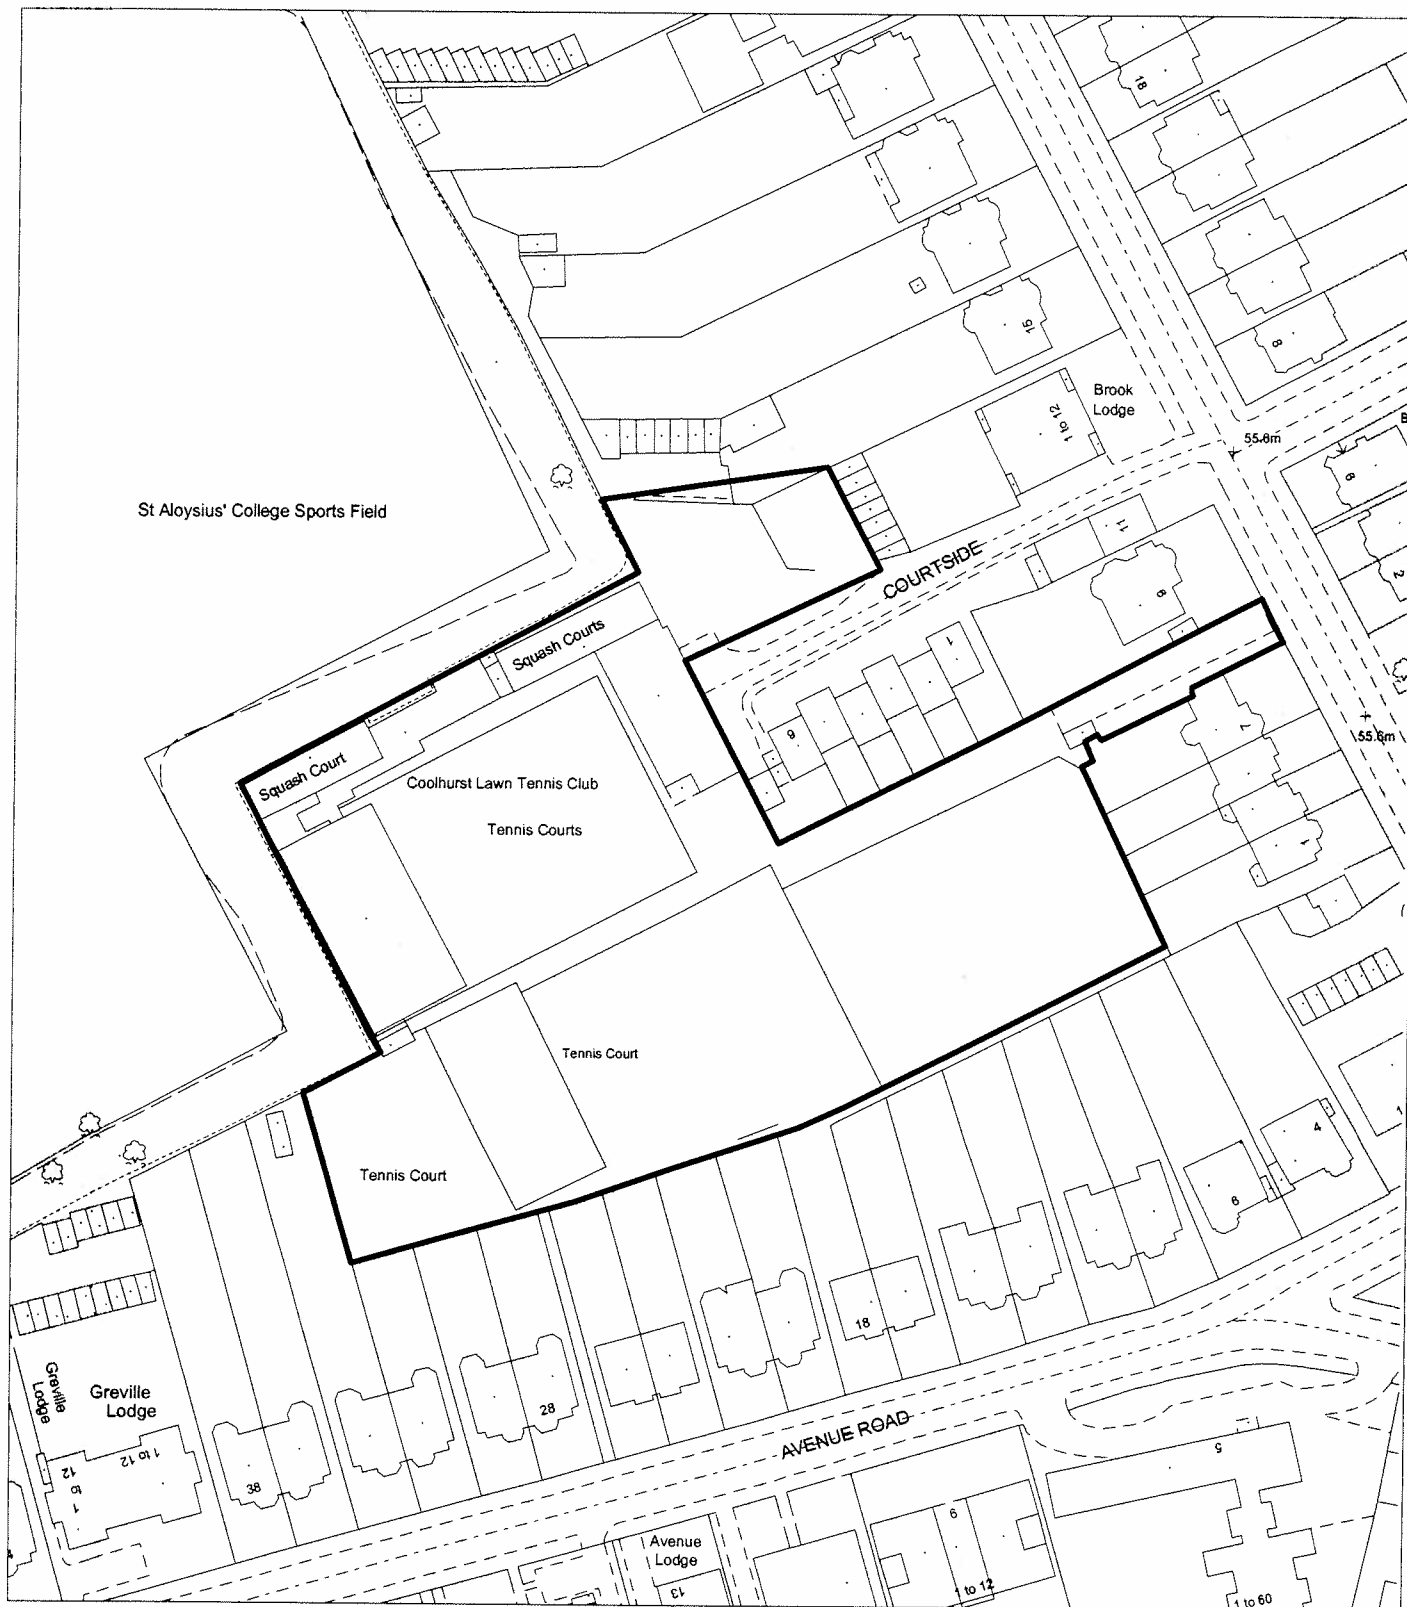 18
15
8
Brook
Lodge
1 to 12
55.6m
B
6
2
St Aloysius' College Sports Field
COURTSIDE
11
8
Squash Courts
1
9
7
55.6m
Squash Court
Coolhurst Lawn Tennis Club
Tennis Courts
1
Tennis Court
Tennis Court
4
6
1
18
28
38
Greville
Lodge
Greville
Lodge
1 to 12
1 to 12
AVENUE ROAD
5
Avenue
Lodge
13
6
1 to 12
1 to 60